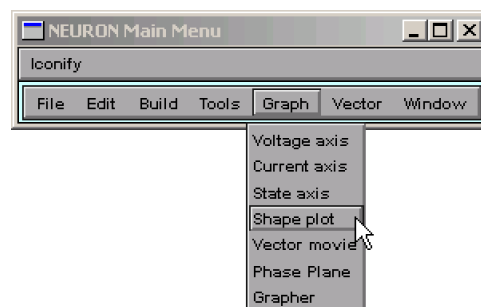 NEURON Main Menu
Iconify
File Edit Build Tools Graph Vector Window
Voltage axis
Current axis
State axis
Shape plot
Vector movie
Phase Plane
Grapher